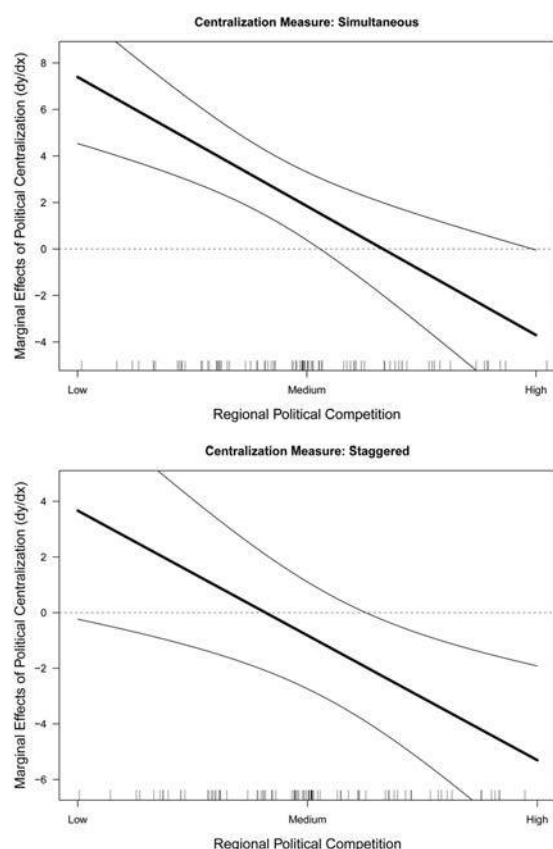 Centralization Measure: Simultaneous
Marginal Effects of Political Centralization (dy/dx)
8
6
4
2
0
−2
−4
Low Medium High
Regional Political Competition
Centralization Measure: Staggered
Marginal Effects of Political Centralization (dy/dx)
4
2
0
−2
−4
−6
Low Medium High
Regional Political Competition